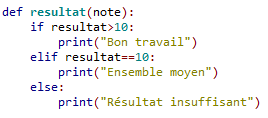 def resultat(note):
    if resultat>10:
        print("Bon travail")
    elif resultat==10:
        print("Ensemble moyen")
    else:
        print("Résultat insuffisant")